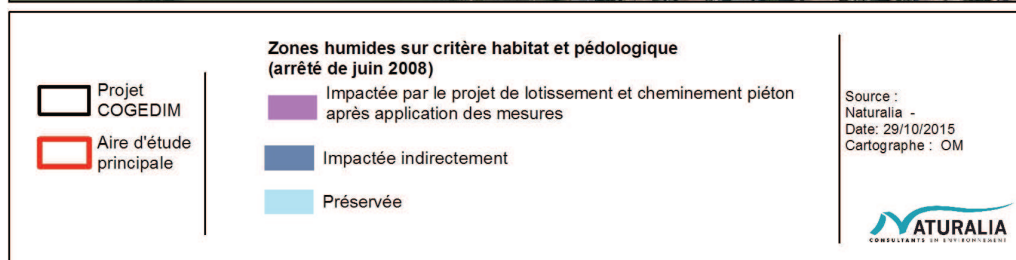 Projet
COGEDIM
Aire d'étude
principale
Zones humides sur critère habitat et pédologique
(arrêté de juin 2008)
Impactée par le projet de lotissement et cheminement piéton
après application des mesures
Impactée indirectement
Préservée
Source :
Naturalia -
Date: 29/10/2015
Cartographe : OM
NATURALIA
CONSULTANTS EN ENVIRONNEMENT